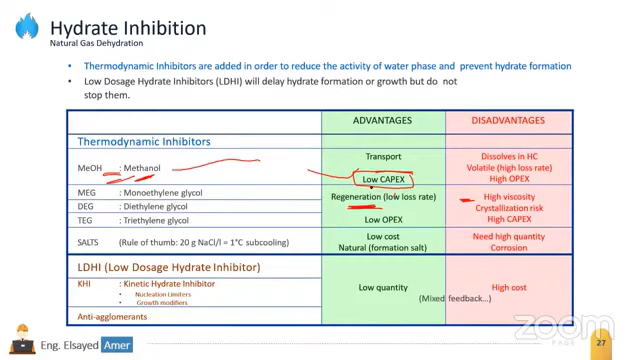 Hydrate Inhibition
Natural Gas Dehydration
• Thermodynamic Inhibitors are added in order to reduce the activity of water phase and prevent hydrate formation
• Low Dosage Hydrate Inhibitors (LDHI) will delay hydrate formation or growth but do not
stop them.
ADVANTAGES DISADVANTAGES
Thermodynamic Inhibitors
MeOH : Methanol
Transport
Low CAPEX
Dissolves in HC
Volatile (high loss rate)
High OPEX
MEG : Monoethylene glycol
DEG : Diethylene glycol
TEG : Triethylene glycol
Regeneration (low loss rate)
Low OPEX
High viscosity
Crystallization risk
High CAPEX
SALTS (Rule of thumb: 20 g NaCl/l = 1°C subcooling)
Low cost
Natural (formation salt)
Need high quantity
Corrosion
LDHI (Low Dosage Hydrate Inhibitor)
KHI : Kinetic Hydrate Inhibitor
• Nucleation Limiters
• Growth modifiers
Anti-agglomerants
Low quantity
High cost
(Mixed feedback...)
Eng. Elsayed Amer
zoom
PAGE
27